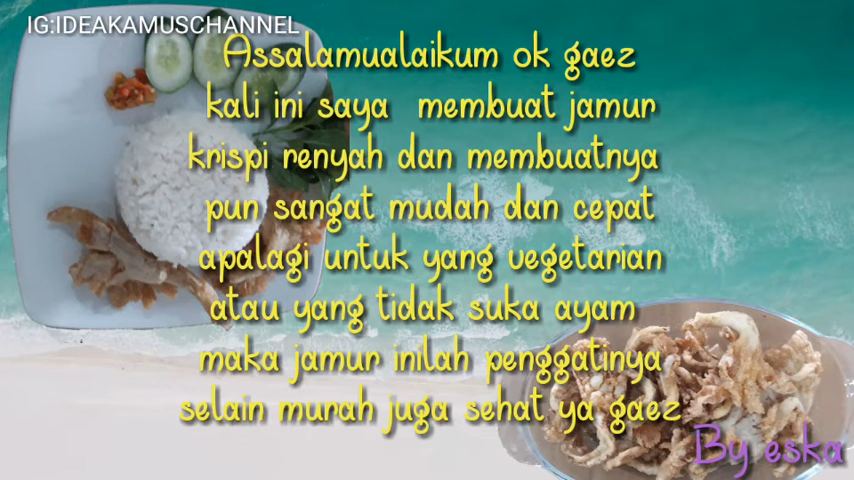 IG:IDEAKAMUSCHANNEL
Assalamualaikum ok gaez
kali ini saya membuat jamur
krispi renyah dan membuatnya
pun sangat mudah dan cepat
apalagi untuk yang vegetarian
atau yang tidak suka ayam
maka jamur inilah penggatinya
selain murah juga sehat ya gaez
By eska